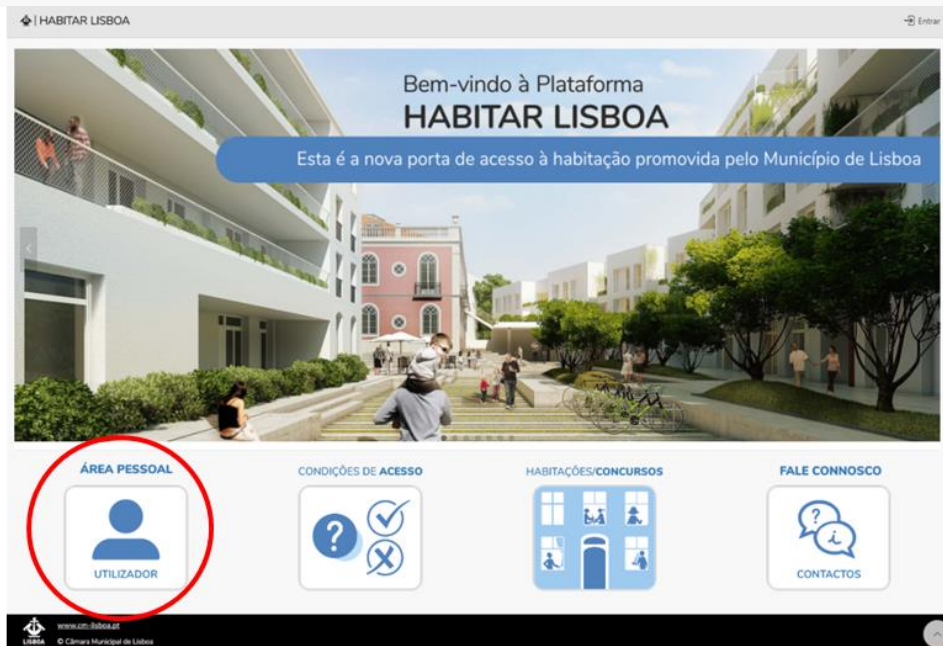 | HABITAR LISBOA
Entrar
Bem-vindo à Plataforma
HABITAR LISBOA
Esta é a nova porta de acesso à habitação promovida pelo Município de Lisboa
ÁREA PESSOAL
CONDIÇÕES DE ACESSO
HABITAÇÕES/CONCURSOS
FALE CONNOSCO
UTILIZADOR
CONTACTOS
www.cm-lisboa.pt
LISBOA
© Câmara Municipal de Lisboa